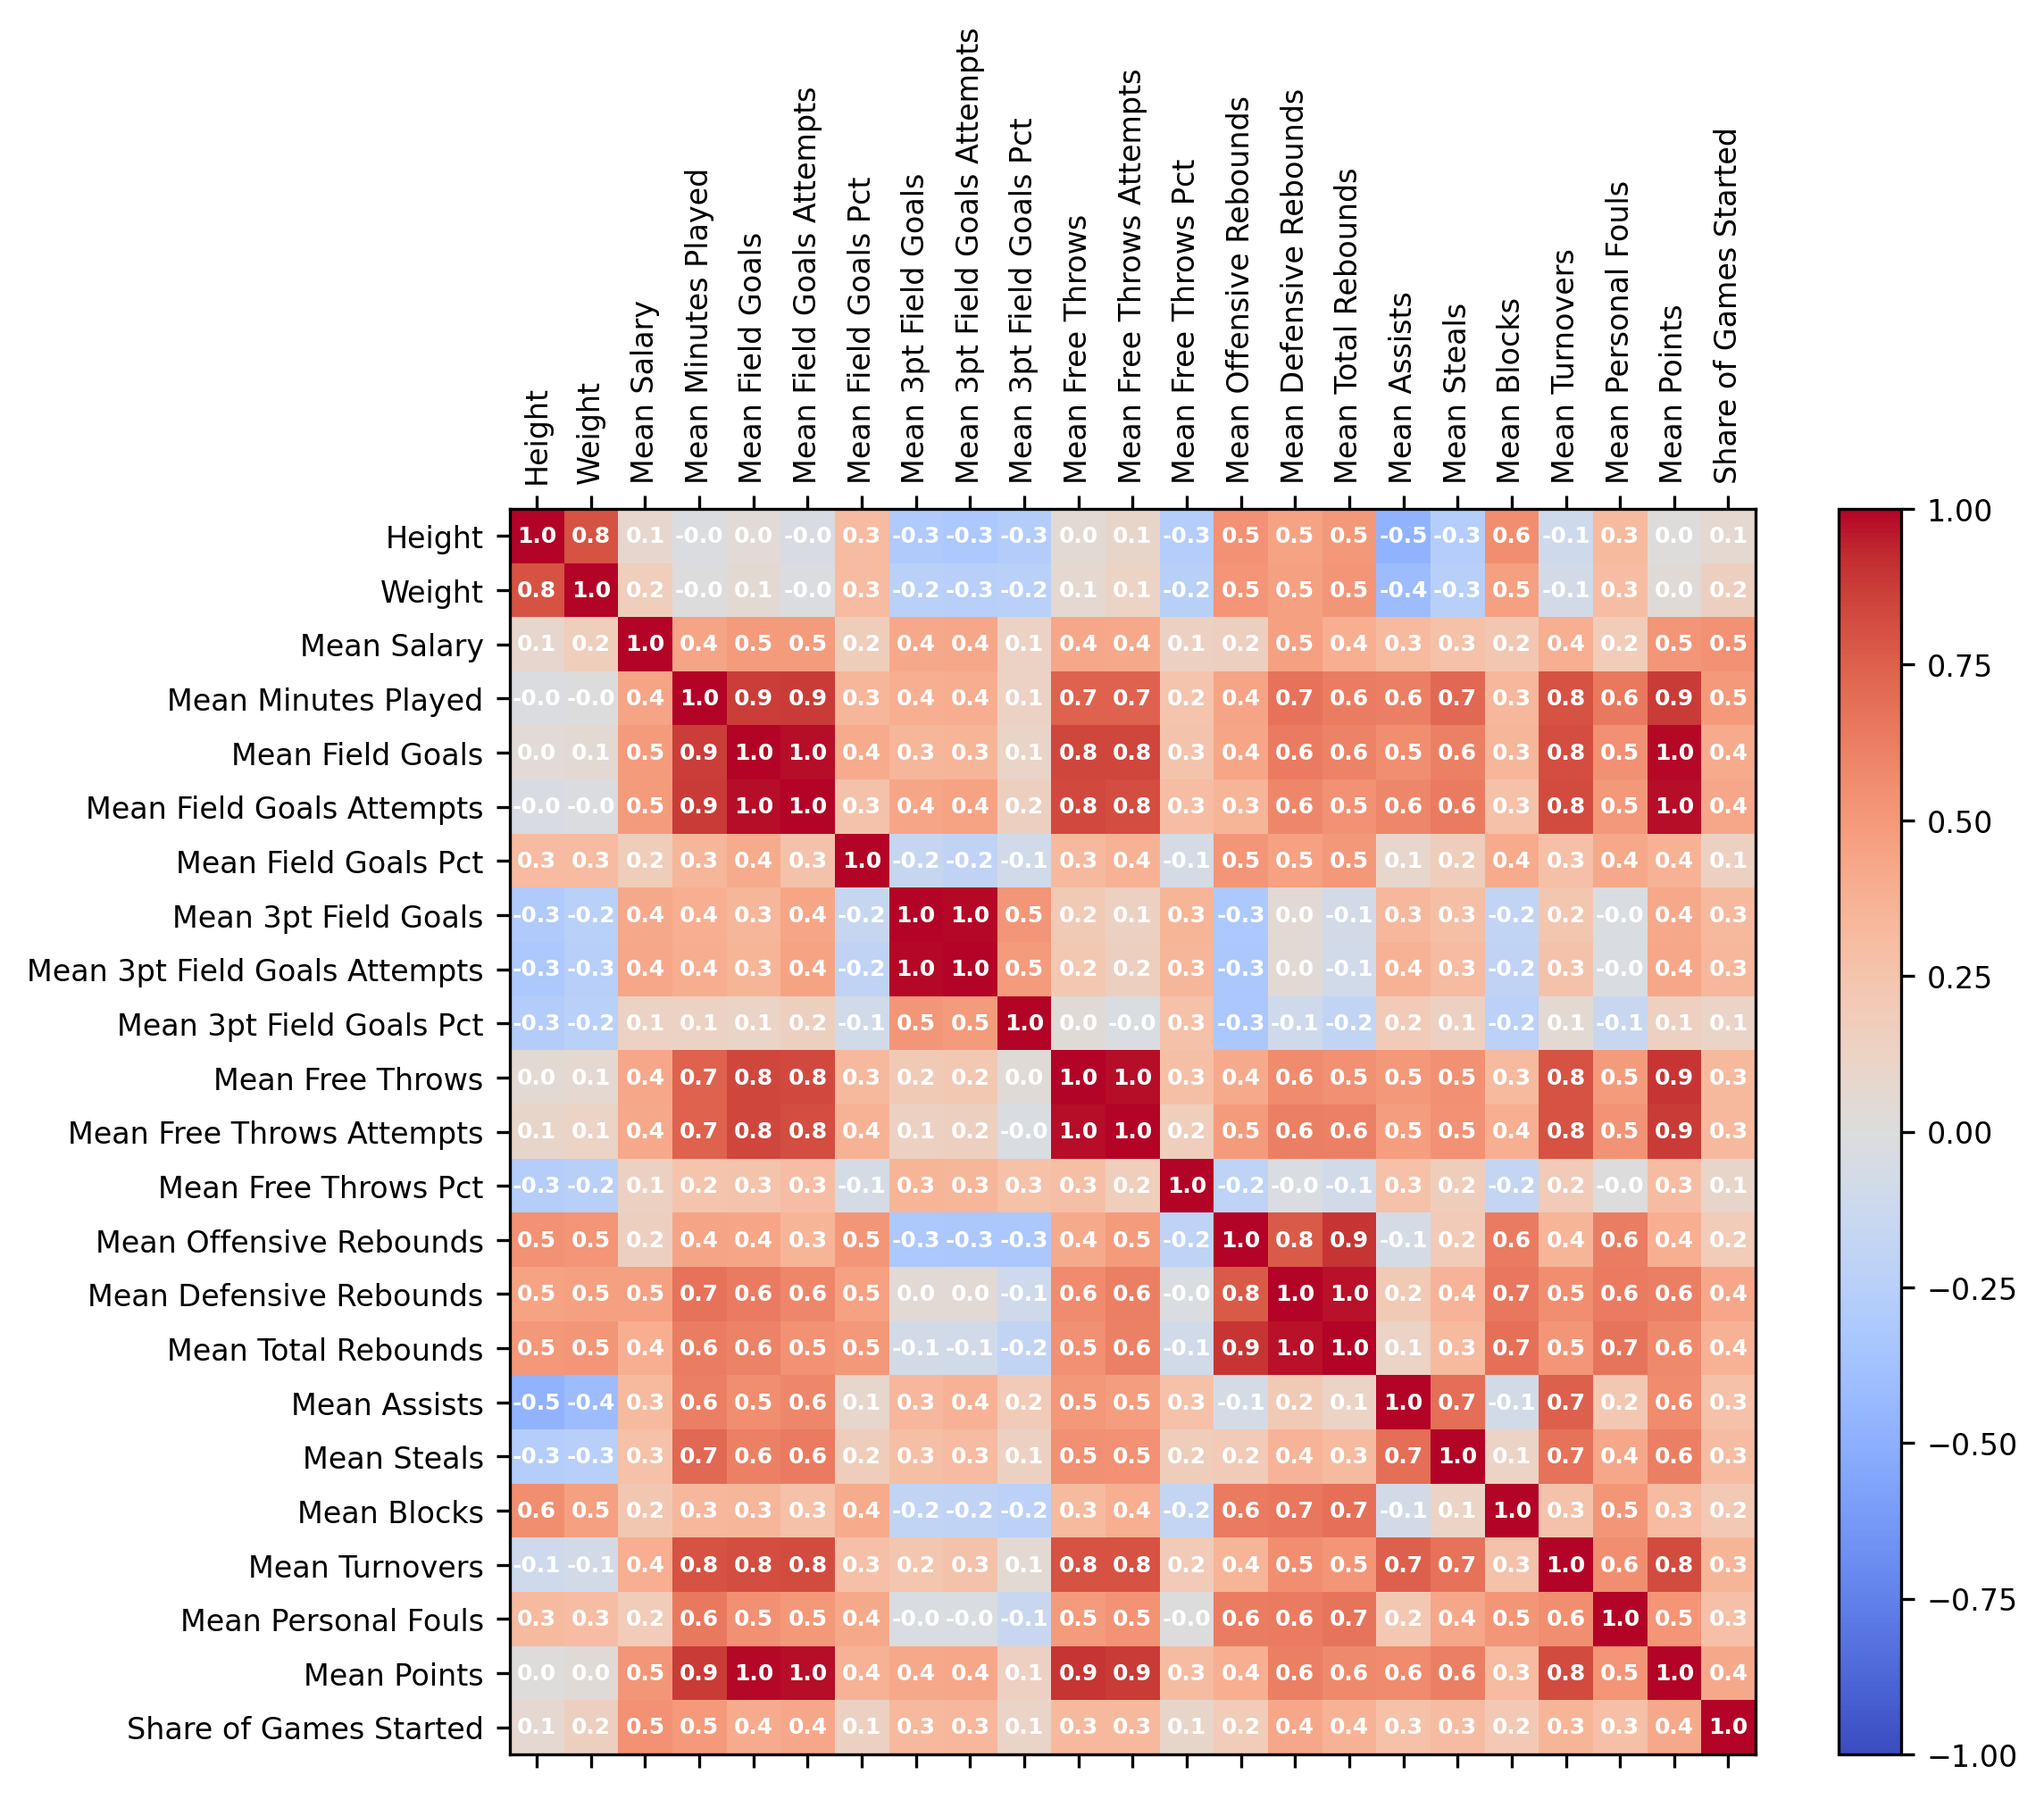 Height
Weight
Mean Salary
Mean Minutes Played
Mean Field Goals
Mean Field Goals Attempts
Mean Field Goals Pct
Mean 3pt Field Goals
Mean 3pt Field Goals Attempts
Mean 3pt Field Goals Pct
Mean Free Throws
Mean Free Throws Attempts
Mean Free Throws Pct
Mean Offensive Rebounds
Mean Defensive Rebounds
Mean Total Rebounds
Mean Assists
Mean Steals
Mean Blocks
Mean Turnovers
Mean Personal Fouls
Mean Points
Share of Games Started
Height 1.0 0.8 0.1 -0.0 0.0 -0.0 0.3 -0.3 -0.3 -0.3 0.0 0.1 -0.3 0.5 0.5 0.5 -0.5 -0.3 0.6 -0.1 0.3 0.0 0.1
Weight 0.8 1.0 0.2 -0.0 0.1 -0.0 0.3 -0.2 -0.3 -0.2 0.1 0.1 -0.2 0.5 0.5 0.5 -0.4 -0.3 0.5 -0.1 0.3 0.0 0.2
Mean Salary 0.1 0.2 1.0 0.4 0.5 0.5 0.2 0.4 0.4 0.1 0.4 0.4 0.1 0.2 0.5 0.4 0.3 0.3 0.2 0.4 0.2 0.5 0.5
Mean Minutes Played -0.0 -0.0 0.4 1.0 0.9 0.9 0.3 0.4 0.4 0.1 0.7 0.7 0.2 0.4 0.7 0.6 0.6 0.7 0.3 0.8 0.6 0.9 0.5
Mean Field Goals 0.0 0.1 0.5 0.9 1.0 1.0 0.4 0.3 0.3 0.1 0.8 0.8 0.3 0.4 0.6 0.6 0.5 0.6 0.3 0.8 0.5 1.0 0.4
Mean Field Goals Attempts -0.0 -0.0 0.5 0.9 1.0 1.0 0.3 0.4 0.4 0.2 0.8 0.8 0.3 0.3 0.6 0.5 0.6 0.6 0.3 0.8 0.5 1.0 0.4
Mean Field Goals Pct 0.3 0.3 0.2 0.3 0.4 0.3 1.0 -0.2 -0.2 -0.1 0.3 0.4 -0.1 0.5 0.5 0.5 0.1 0.2 0.4 0.3 0.4 0.4 0.1
Mean 3pt Field Goals -0.3 -0.2 0.4 0.4 0.3 0.4 -0.2 1.0 1.0 0.5 0.2 0.1 0.3 -0.3 0.0 -0.1 0.3 0.3 -0.2 0.2 -0.0 0.4 0.3
Mean 3pt Field Goals Attempts -0.3 -0.3 0.4 0.4 0.3 0.4 -0.2 1.0 1.0 0.5 0.2 0.2 0.3 -0.3 0.0 -0.1 0.4 0.3 -0.2 0.3 -0.0 0.4 0.3
Mean 3pt Field Goals Pct -0.3 -0.2 0.1 0.1 0.1 0.2 -0.1 0.5 0.5 1.0 0.0 -0.0 0.3 -0.3 -0.1 -0.2 0.2 0.1 -0.2 0.1 -0.1 0.1 0.1
Mean Free Throws 0.0 0.1 0.4 0.7 0.8 0.8 0.3 0.2 0.2 0.0 1.0 1.0 0.3 0.4 0.6 0.5 0.5 0.5 0.3 0.8 0.5 0.9 0.3
Mean Free Throws Attempts 0.1 0.1 0.4 0.7 0.8 0.8 0.4 0.1 0.2 -0.0 1.0 1.0 0.2 0.5 0.6 0.6 0.5 0.5 0.4 0.8 0.5 0.9 0.3
Mean Free Throws Pct -0.3 -0.2 0.1 0.2 0.3 0.3 -0.1 0.3 0.3 0.3 0.3 0.2 1.0 -0.2 -0.0 -0.1 0.3 0.2 -0.2 0.2 -0.0 0.3 0.1
Mean Offensive Rebounds 0.5 0.5 0.2 0.4 0.4 0.3 0.5 -0.3 -0.3 -0.3 0.4 0.5 -0.2 1.0 0.8 0.9 -0.1 0.2 0.6 0.4 0.6 0.4 0.2
Mean Defensive Rebounds 0.5 0.5 0.5 0.7 0.6 0.6 0.5 0.0 0.0 -0.1 0.6 0.6 -0.0 0.8 1.0 1.0 0.2 0.4 0.7 0.5 0.6 0.6 0.4
Mean Total Rebounds 0.5 0.5 0.4 0.6 0.6 0.5 0.5 -0.1 -0.1 -0.2 0.5 0.6 -0.1 0.9 1.0 1.0 0.1 0.3 0.7 0.5 0.7 0.6 0.4
Mean Assists -0.5 -0.4 0.3 0.6 0.5 0.6 0.1 0.3 0.4 0.2 0.5 0.5 0.3 -0.1 0.2 0.1 1.0 0.7 -0.1 0.7 0.2 0.6 0.3
Mean Steals -0.3 -0.3 0.3 0.7 0.6 0.6 0.2 0.3 0.3 0.1 0.5 0.5 0.2 0.2 0.4 0.3 0.7 1.0 0.1 0.7 0.4 0.6 0.3
Mean Blocks 0.6 0.5 0.2 0.3 0.3 0.3 0.4 -0.2 -0.2 -0.2 0.3 0.4 -0.2 0.6 0.7 0.7 -0.1 0.1 1.0 0.3 0.5 0.3 0.2
Mean Turnovers -0.1 -0.1 0.4 0.8 0.8 0.8 0.3 0.2 0.3 0.1 0.8 0.8 0.2 0.4 0.5 0.5 0.7 0.7 0.3 1.0 0.6 0.8 0.3
Mean Personal Fouls 0.3 0.3 0.2 0.6 0.5 0.5 0.4 -0.0 -0.0 -0.1 0.5 0.5 -0.0 0.6 0.6 0.7 0.2 0.4 0.5 0.6 1.0 0.5 0.3
Mean Points 0.0 0.0 0.5 0.9 1.0 1.0 0.4 0.4 0.4 0.1 0.9 0.9 0.3 0.4 0.6 0.6 0.6 0.6 0.3 0.8 0.5 1.0 0.4
Share of Games Started 0.1 0.2 0.5 0.5 0.4 0.4 0.1 0.3 0.3 0.1 0.3 0.3 0.1 0.2 0.4 0.4 0.3 0.3 0.2 0.3 0.3 0.4 1.0
1.00
0.75
0.50
0.25
0.00
−0.25
−0.50
−0.75
−1.00